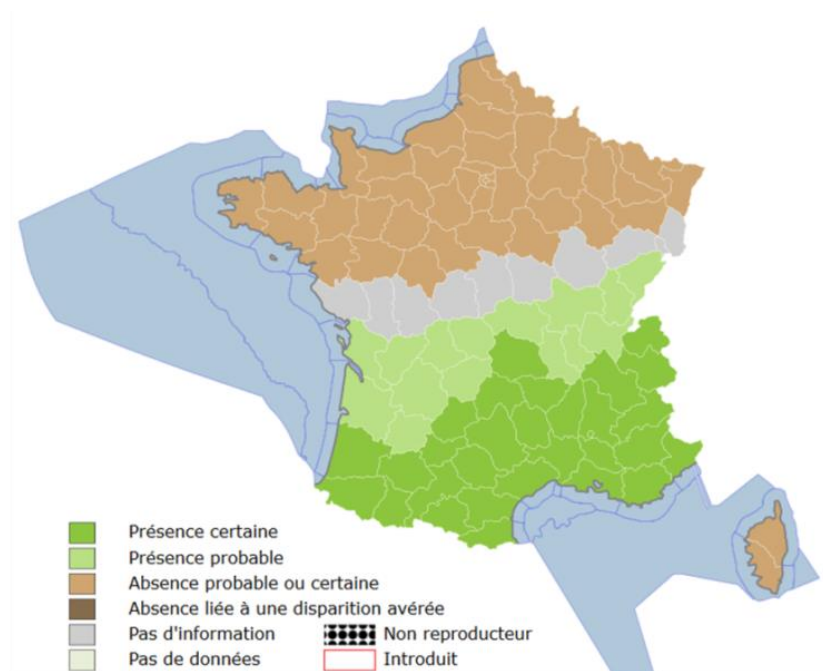 Présence certaine
Présence probable
Absence probable ou certaine
Absence liée à une disparition avérée
Pas d'information
Non reproducteur
Pas de données
Introduit